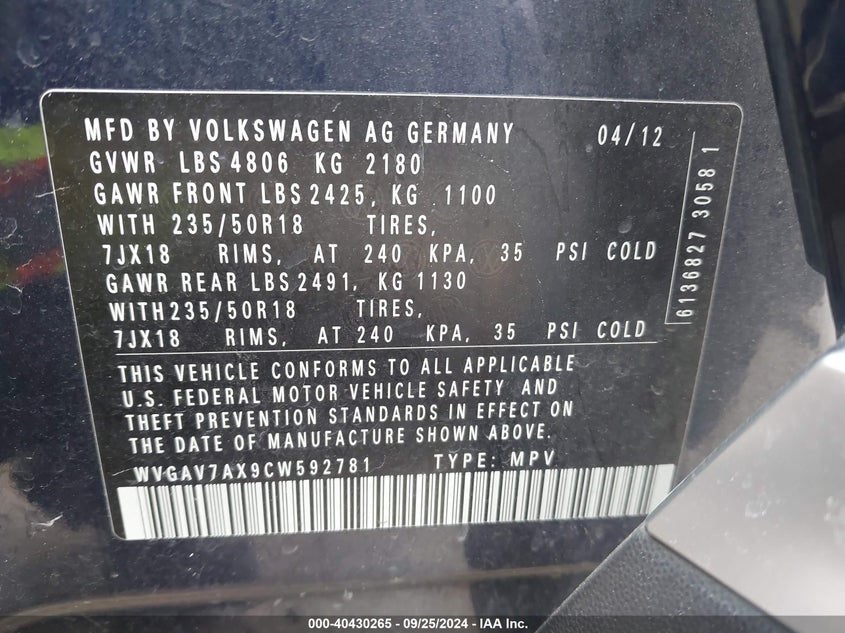 MFD BY VOLKSWAGEN AG GERMANY 04/12
GVWR LBS 4806 KG 2180
GAWR FRONT LBS 2425, KG 1100
WITH 235/50R18 TIRES,
7JX18 RIMS, AT 240 KPA, 35 PSI COLD
GAWR REAR LBS 2491, KG 1130
WITH 235/50R18 TIRES,
7JX18 RIMS, AT 240 KPA, 35 PSI COLD
THIS VEHICLE CONFORMS TO ALL APPLICABLE
U.S. FEDERAL MOTOR VEHICLE SAFETY AND
THEFT PREVENTION STANDARDS IN EFFECT ON
THE DATE OF MANUFACTURE SHOWN ABOVE.
WVGAV7AX9CW592781 TYPE: MPV
6136827 3058 1
000-40430265 - 09/25/2024 - IAA Inc.